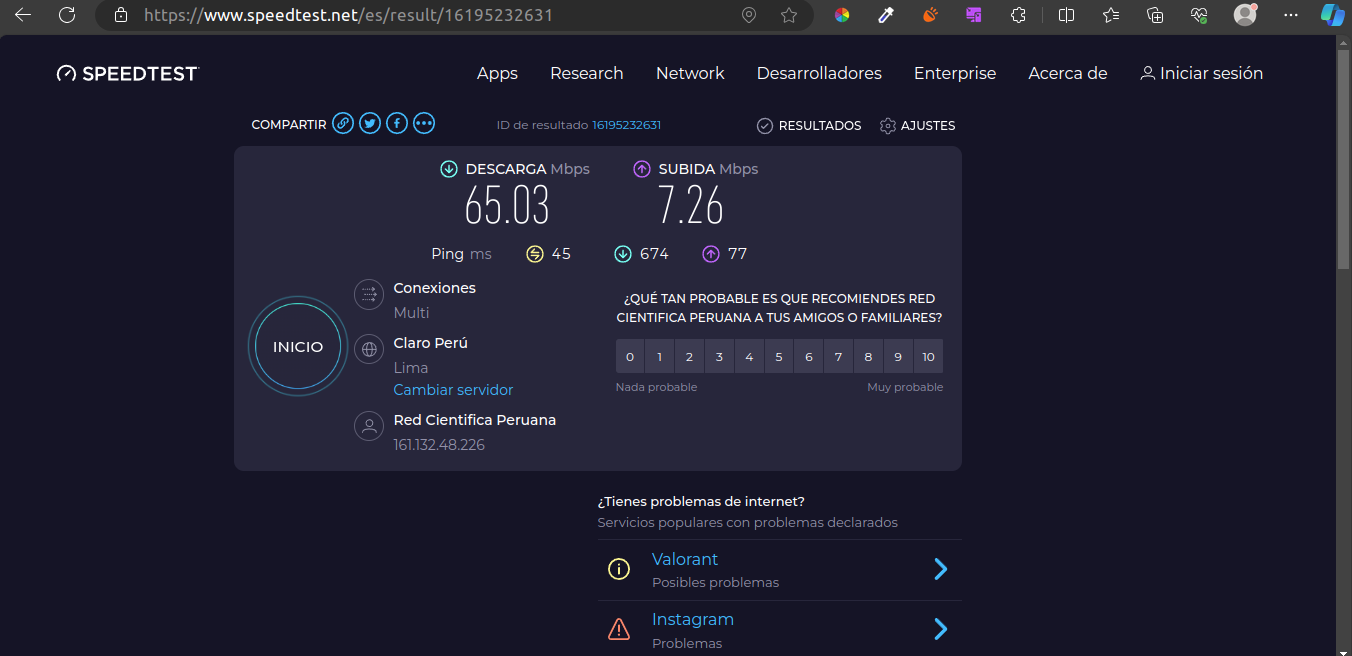 https://www.speedtest.net/es/result/16195232631
SPEEDTEST
Apps Research Network Desarrolladores Enterprise Acerca de Iniciar sesión
COMPARTIR ID de resultado 16195232631 RESULTADOS AJUSTES
DESCARGA Mbps SUBIDA Mbps
65.03 7.26
Ping ms 45 674 77
Conexiones
Multi
Claro Perú
Lima
Cambiar servidor
Red Cientifica Peruana
161.132.48.226
INICIO
¿QUÉ TAN PROBABLE ES QUE RECOMIENDES RED
CIENTIFICA PERUANA A TUS AMIGOS O FAMILIARES?
0 1 2 3 4 5 6 7 8 9 10
Nada probable Muy probable
¿Tienes problemas de internet?
Servicios populares con problemas declarados
Valorant
Posibles problemas
Instagram
Problemas